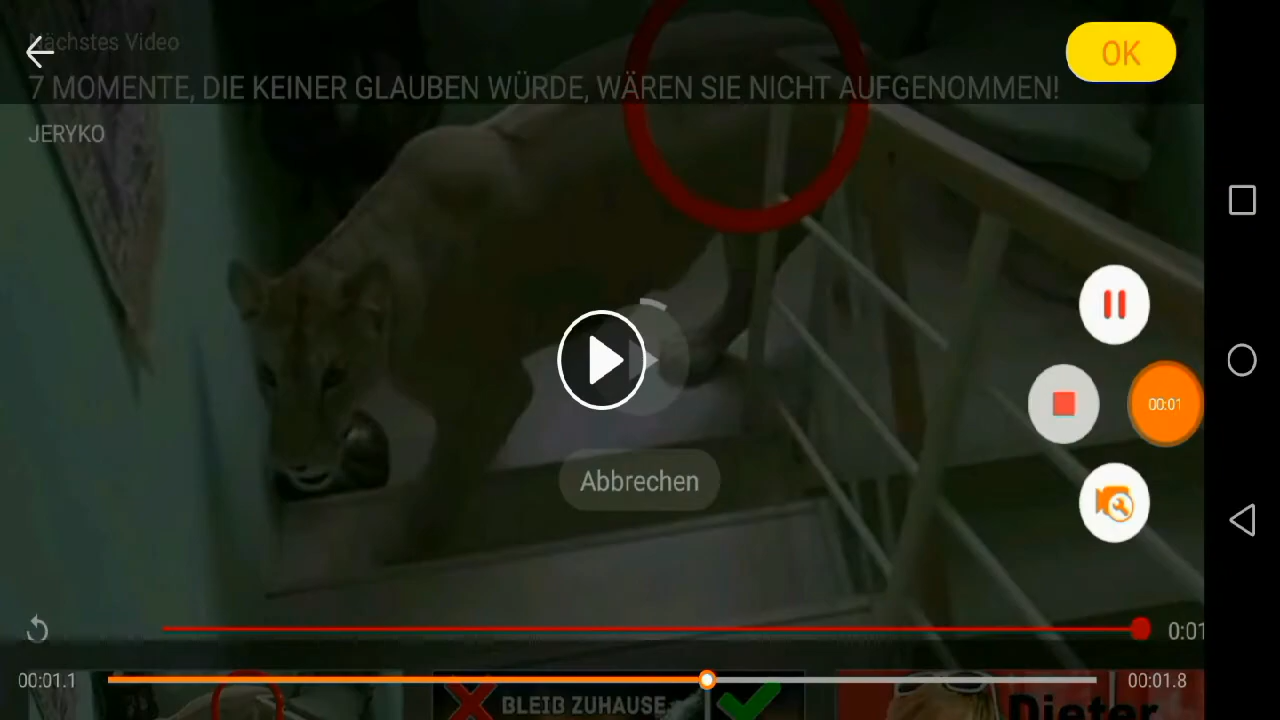 Nächstes Video
OK
7 MOMENTE, DIE KEINER GLAUBEN WÜRDE, WÄREN SIE NICHT AUFGENOMMEN!
JERYKO
00:01
Abbrechen
0:01
00:01.1
00:01.8
BLEIB ZUHAUSE
Dieter